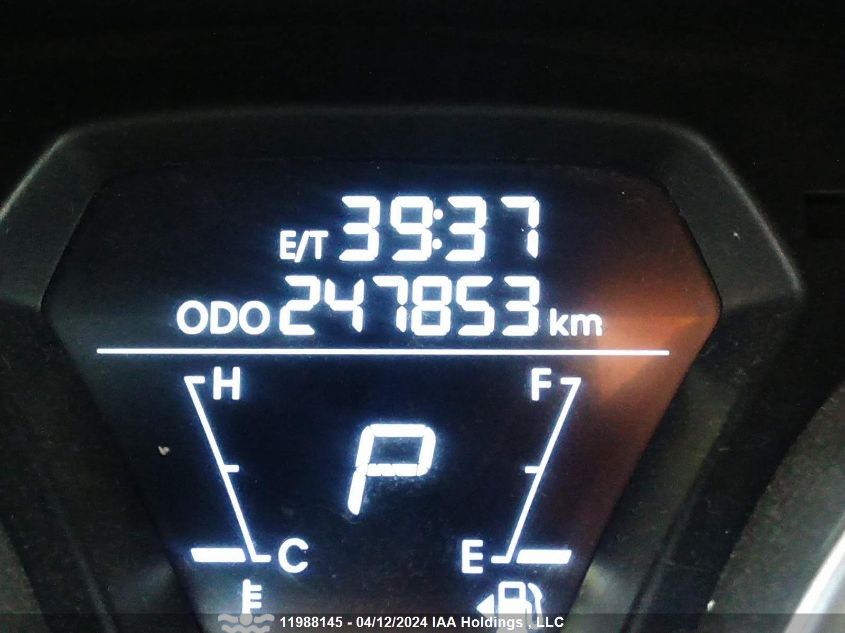 E/T 39:37
ODO 247853 km
H F
P
C E
11988145 - 04/12/2024 IAA Holdings , LLC